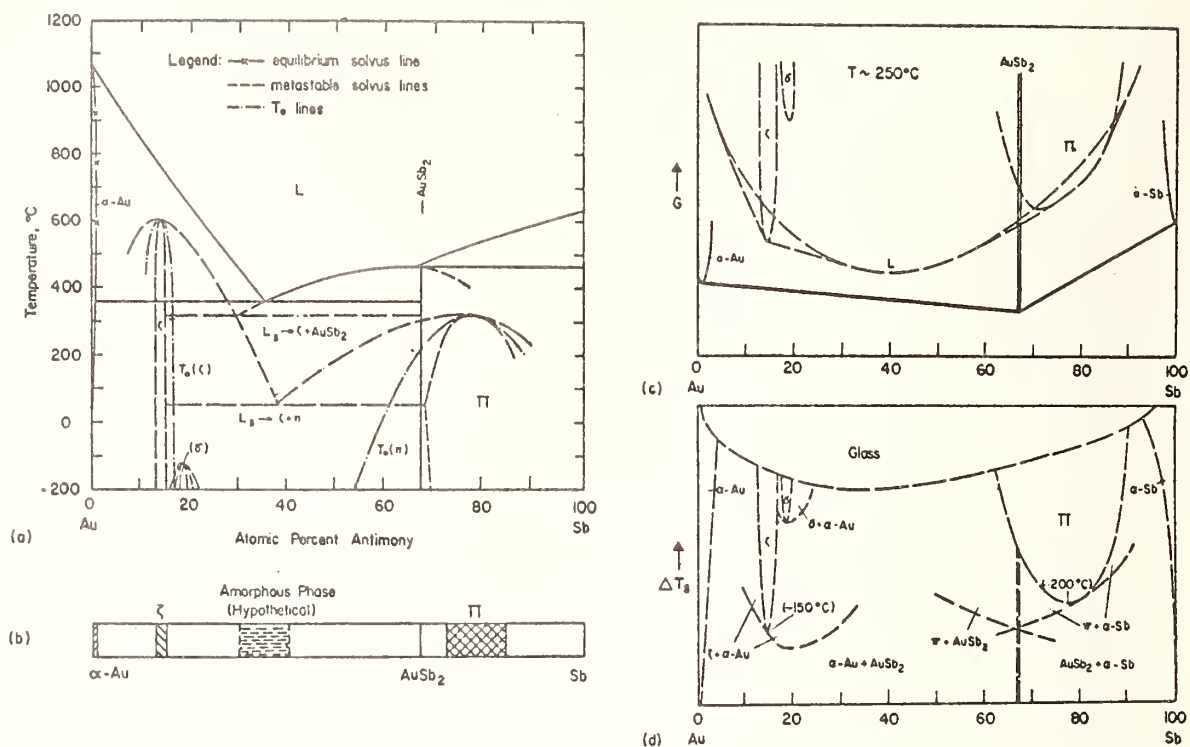 1200
1000
800
600
400
200
0
-200
Temperature, °C
Legend:
equilibrium solvus line
metastable solvus lines
T₀ lines
α-Au
L
AuSb₂
ζ
T₀(ζ)
Lₛ → ζ+AuSb₂
Lₛ → ζ+π
T₀(π)
π
(δ)
0 20 40 60 80 100
Au Sb
(a) Atomic Percent Antimony
Amorphous Phase
ζ (Hypothetical) π
(b)
α-Au AuSb₂ Sb
T ~ 250°C
AuSb₂
δ
ζ
π
G
α-Au
L
α-Sb
0 20 40 60 80 100
(c) Au Sb
Glass
α-Au
δ
δ+α-Au
ζ
π
α-Sb
ΔTₛ
(~150°C)
(~200°C)
ζ+α-Au
π+AuSb₂
π+α-Sb
α-Au+AuSb₂
AuSb₂+α-Sb
0 20 40 60 80 100
(d) Au Sb